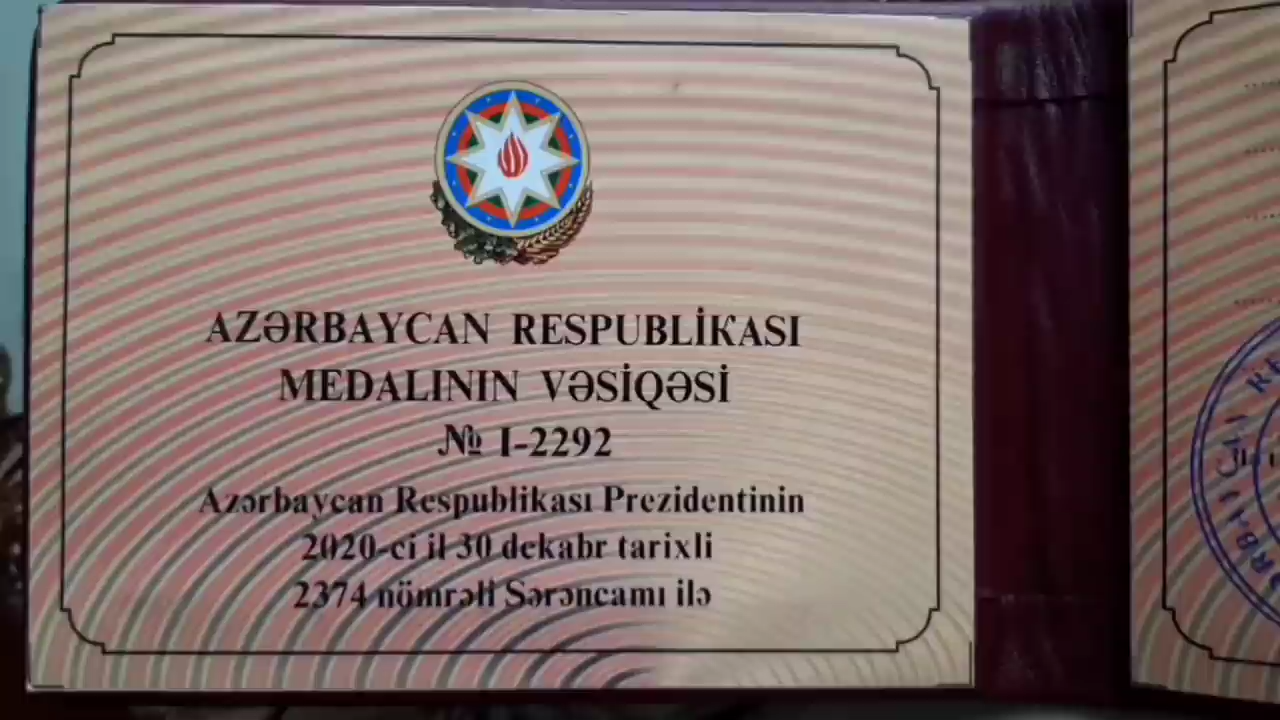 AZƏRBAYCAN RESPUBLİKASI
MEDALININ VƏSİQƏSİ
№ I-2292
Azərbaycan Respublikası Prezidentinin
2020-ci il 30 dekabr tarixli
2374 nömrəli Sərəncamı ilə